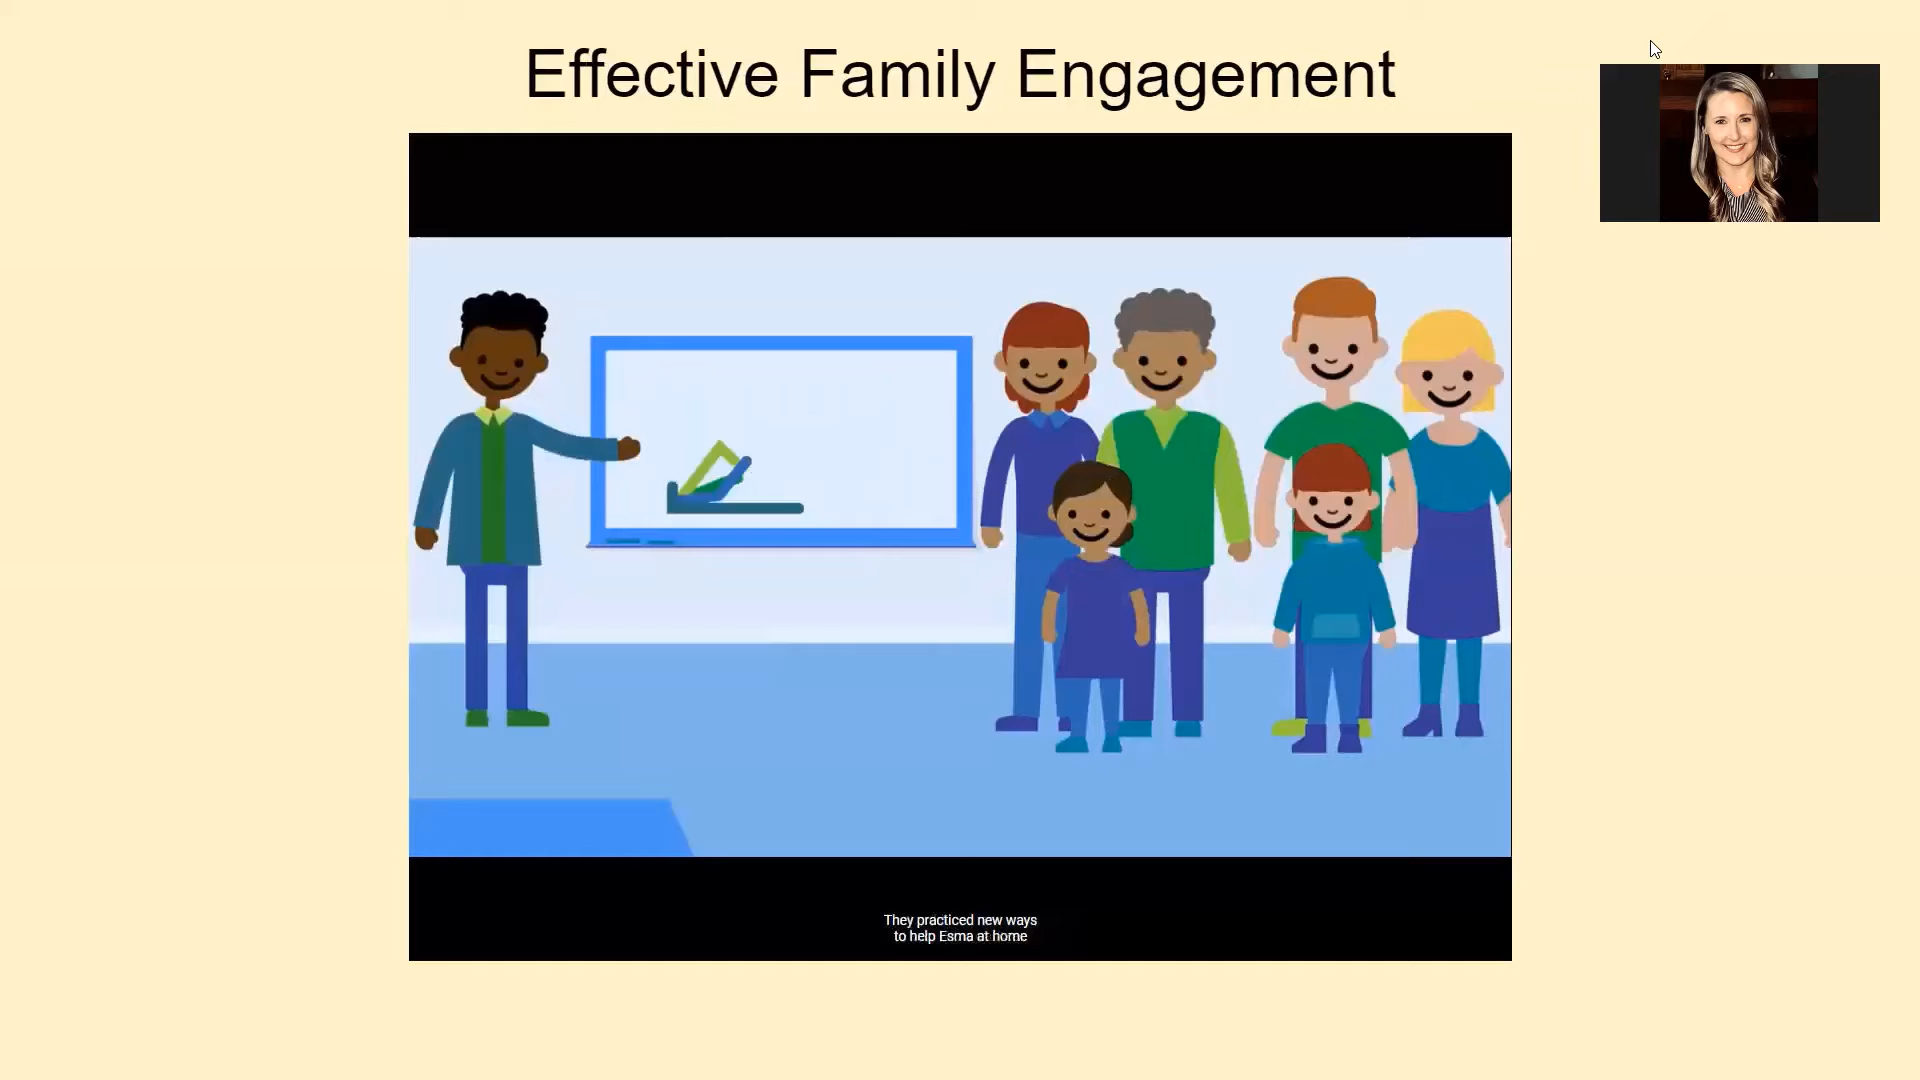 Effective Family Engagement
They practiced new ways
to help Esma at home